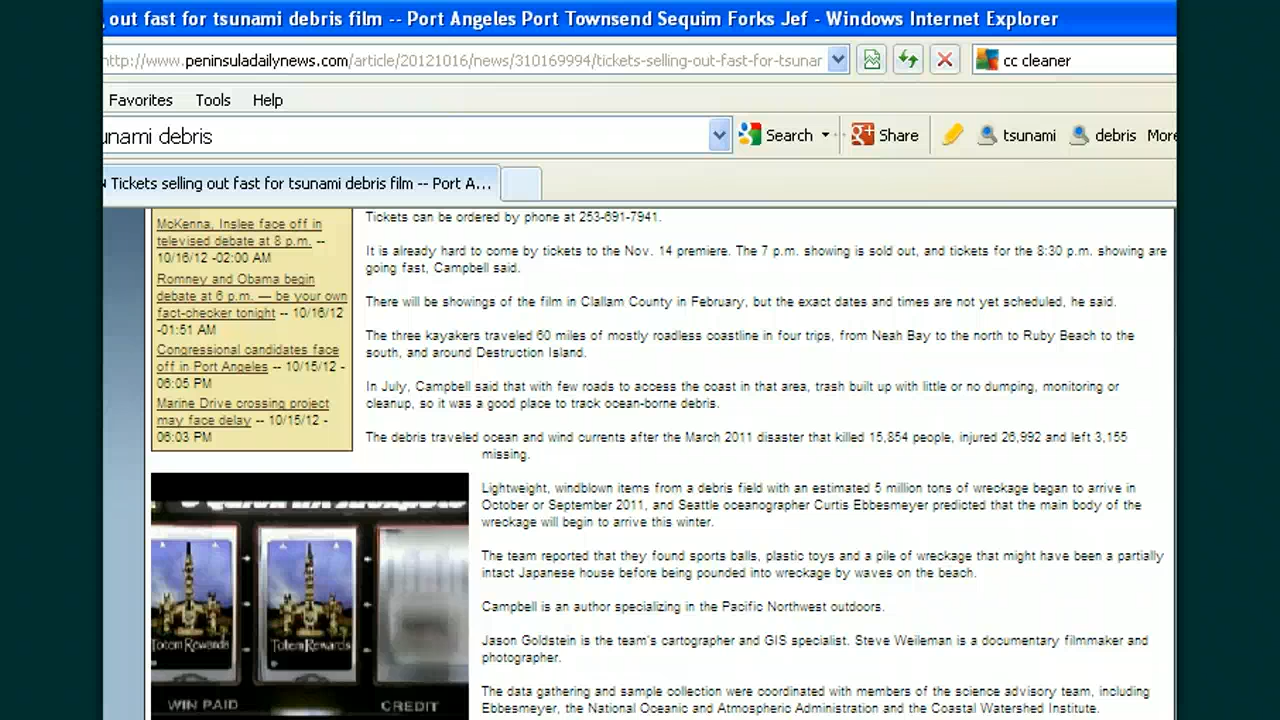 out fast for tsunami debris film -- Port Angeles Port Townsend Sequim Forks Jef - Windows Internet Explorer
http://www.peninsuladailynews.com/article/20121016/news/310169994/tickets-selling-out-fast-for-tsunar
cc cleaner
Favorites Tools Help
unami debris
Search Share tsunami debris More
Tickets selling out fast for tsunami debris film -- Port A...
McKenna, Inslee face off in
televised debate at 8 p.m. --
10/16/12 -02:00 AM
Romney and Obama begin
debate at 6 p.m. — be your own
fact-checker tonight -- 10/16/12
-01:51 AM
Congressional candidates face
off in Port Angeles -- 10/15/12 -
06:05 PM
Marine Drive crossing project
may face delay -- 10/15/12 -
06:03 PM
Tickets can be ordered by phone at 253-691-7941.
It is already hard to come by tickets to the Nov. 14 premiere. The 7 p.m. showing is sold out, and tickets for the 8:30 p.m. showing are
going fast, Campbell said.
There will be showings of the film in Clallam County in February, but the exact dates and times are not yet scheduled, he said.
The three kayakers traveled 60 miles of mostly roadless coastline in four trips, from Neah Bay to the north to Ruby Beach to the
south, and around Destruction Island.
In July, Campbell said that with few roads to access the coast in that area, trash built up with little or no dumping, monitoring or
cleanup, so it was a good place to track ocean-borne debris.
The debris traveled ocean and wind currents after the March 2011 disaster that killed 15,854 people, injured 26,992 and left 3,155
missing.
Lightweight, windblown items from a debris field with an estimated 5 million tons of wreckage began to arrive in
October or September 2011, and Seattle oceanographer Curtis Ebbesmeyer predicted that the main body of the
wreckage will begin to arrive this winter.
The team reported that they found sports balls, plastic toys and a pile of wreckage that might have been a partially
intact Japanese house before being pounded into wreckage by waves on the beach.
Campbell is an author specializing in the Pacific Northwest outdoors.
Jason Goldstein is the team's cartographer and GIS specialist. Steve Weileman is a documentary filmmaker and
photographer.
The data gathering and sample collection were coordinated with members of the science advisory team, including
Ebbesmeyer, the National Oceanic and Atmospheric Administration and the Coastal Watershed Institute.
Totem Rewards Totem Rewards
WIN PAID CREDIT